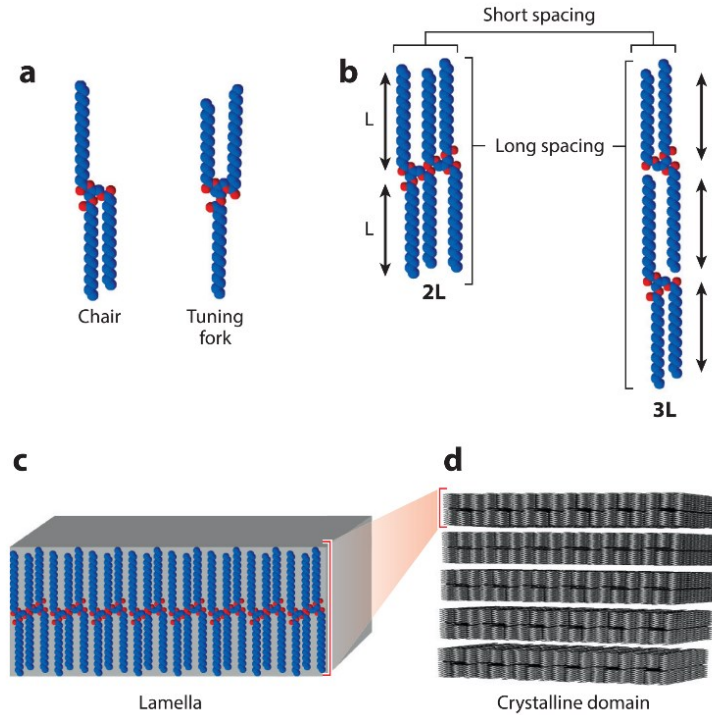 Short spacing
a
b
L
Long spacing
L
Chair
Tuning
fork
2L
3L
c
d
Lamella
Crystalline domain